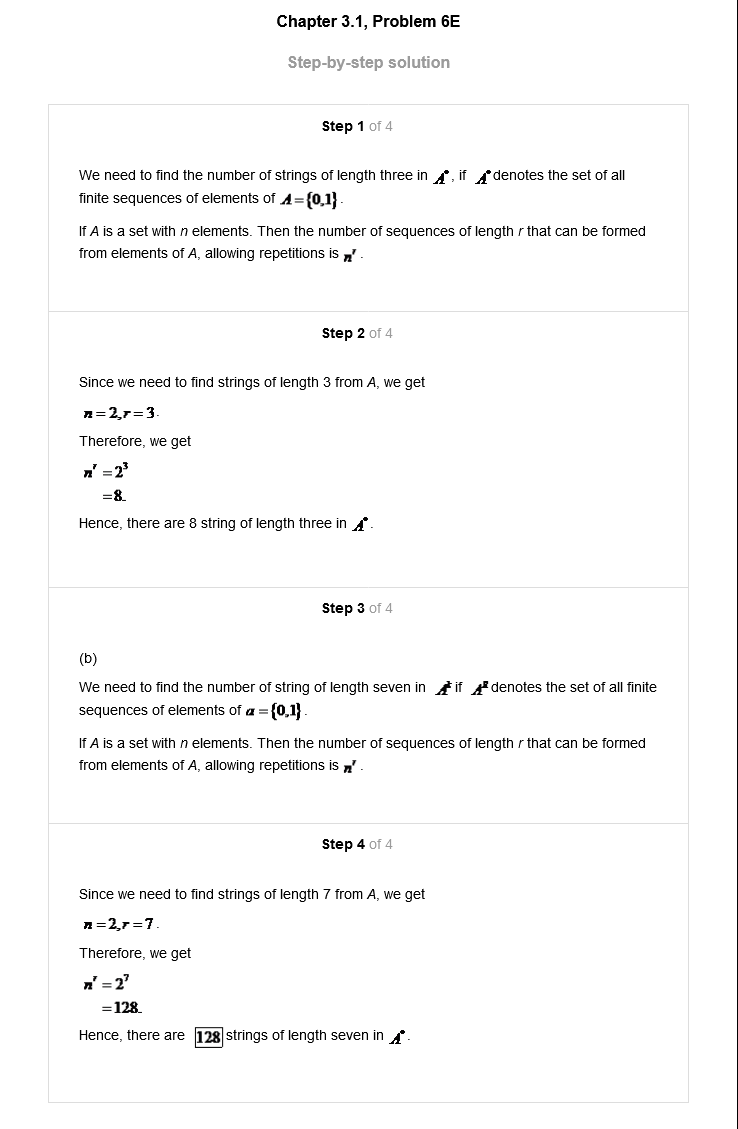 Chapter 3.1, Problem 6E
Step-by-step solution
Step 1 of 4
We need to find the number of strings of length three in A*, if A* denotes the set of all
finite sequences of elements of A={0,1}.
If A is a set with n elements. Then the number of sequences of length r that can be formed
from elements of A, allowing repetitions is nʳ.
Step 2 of 4
Since we need to find strings of length 3 from A, we get
n=2,r=3.
Therefore, we get
nʳ =2³
=8.
Hence, there are 8 string of length three in A*.
Step 3 of 4
(b)
We need to find the number of string of length seven in if denotes the set of all finite
sequences of elements of a={0,1}.
If A is a set with n elements. Then the number of sequences of length r that can be formed
from elements of A, allowing repetitions is nʳ.
Step 4 of 4
Since we need to find strings of length 7 from A, we get
n=2,r=7.
Therefore, we get
nʳ =2⁷
=128.
Hence, there are 128 strings of length seven in A*.